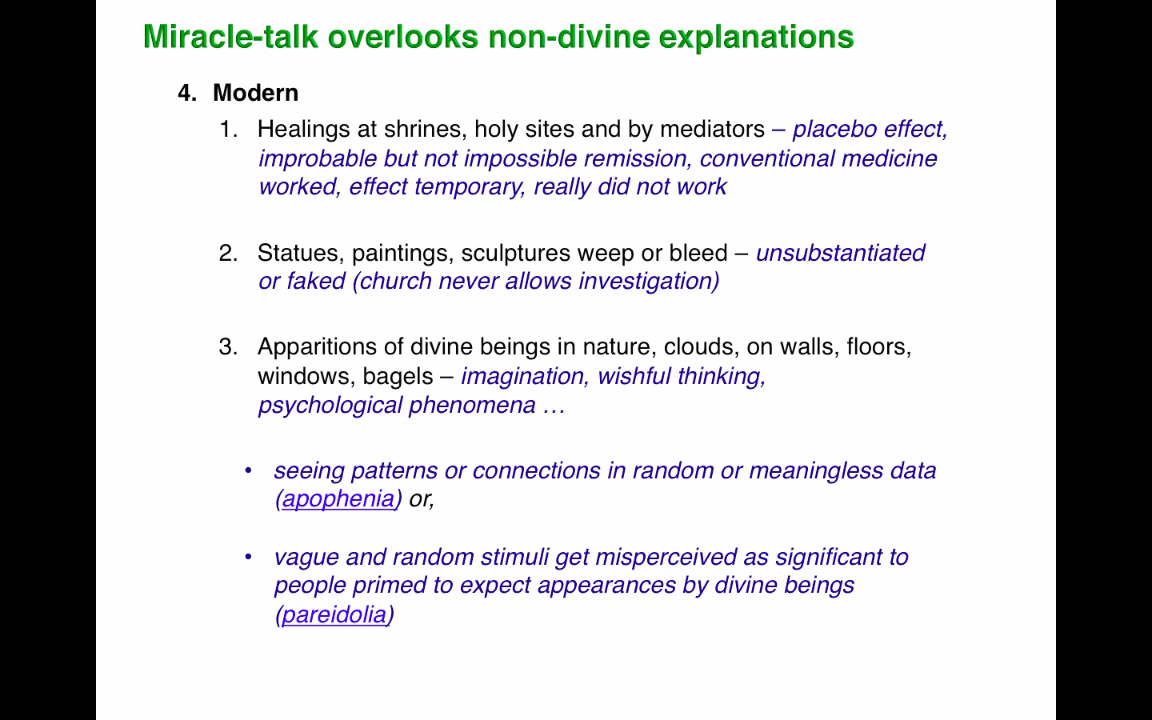 Miracle-talk overlooks non-divine explanations
4. Modern
1. Healings at shrines, holy sites and by mediators – placebo effect,
improbable but not impossible remission, conventional medicine
worked, effect temporary, really did not work
2. Statues, paintings, sculptures weep or bleed – unsubstantiated
or faked (church never allows investigation)
3. Apparitions of divine beings in nature, clouds, on walls, floors,
windows, bagels – imagination, wishful thinking,
psychological phenomena …
• seeing patterns or connections in random or meaningless data
(apophenia) or,
• vague and random stimuli get misperceived as significant to
people primed to expect appearances by divine beings
(pareidolia)